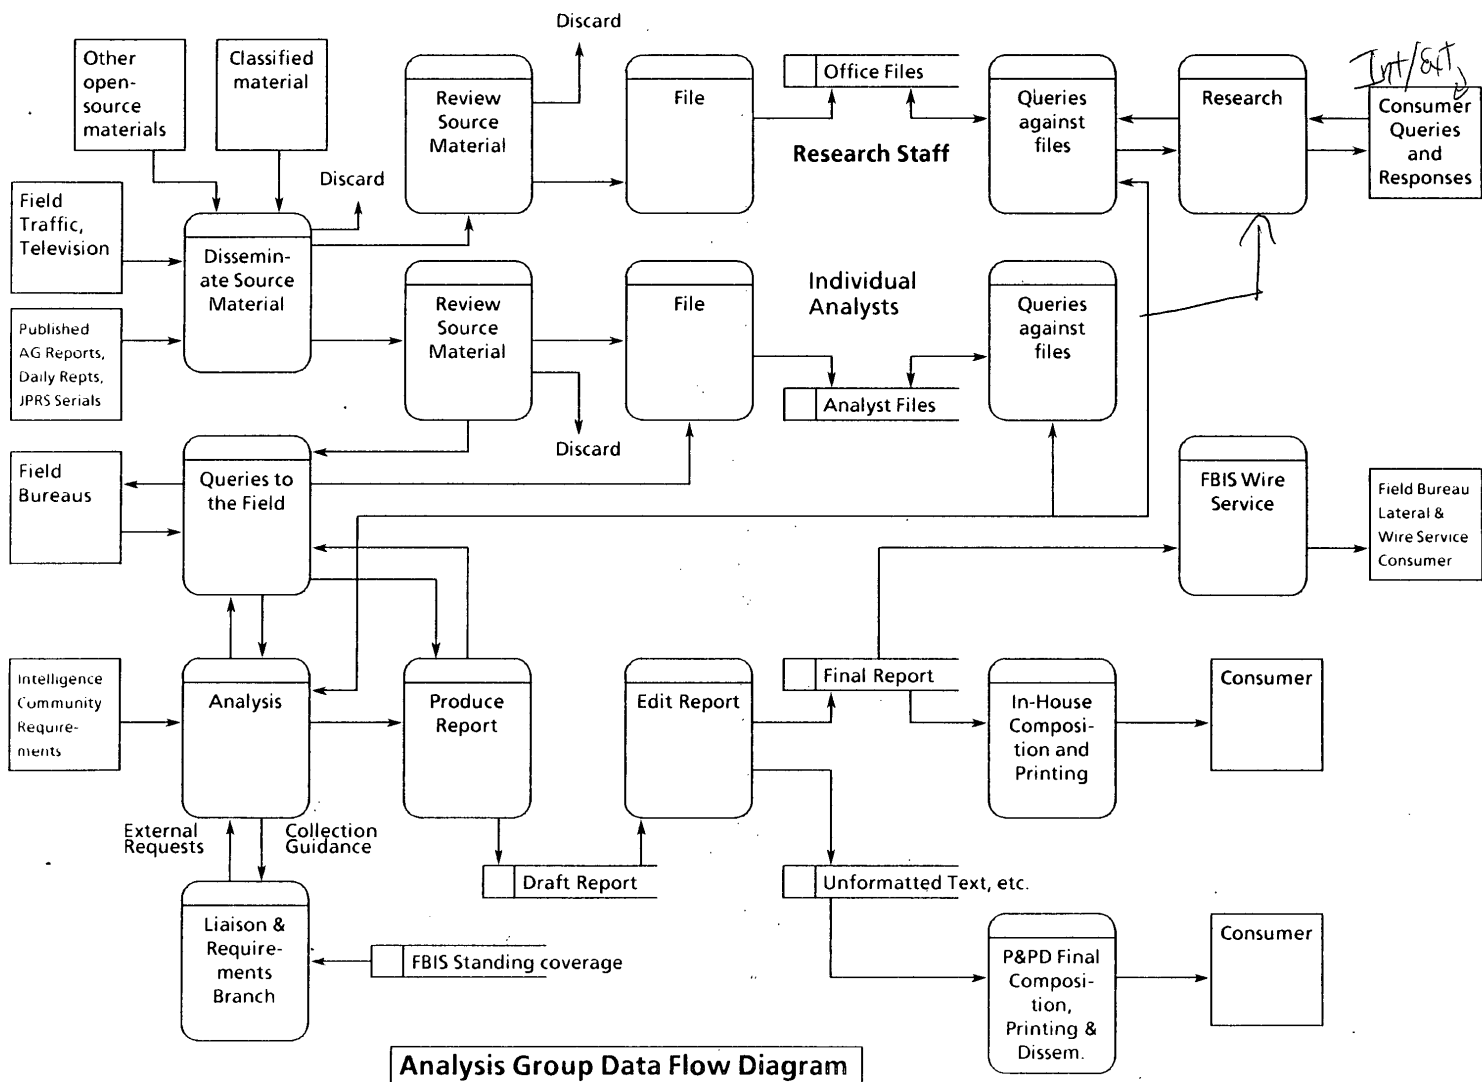 Other
open-
source
materials
Classified
material
Discard
Review
Source
Material
File
Office Files
Research Staff
Queries
against
files
Research
Int/Ext
Consumer
Queries
and
Responses
Field
Traffic,
Television
Discard
Dissemin-
ate Source
Material
Published
AG Reports,
Daily Repts,
JPRS Serials
Review
Source
Material
Discard
File
Individual
Analysts
Analyst Files
Queries
against
files
Field
Bureaus
Queries to
the Field
FBIS Wire
Service
Field Bureau
Lateral &
Wire Service
Consumer
Intelligence
Community
Require-
ments
Analysis
Produce
Report
Edit Report
Final Report
In-House
Composi-
tion and
Printing
Consumer
External
Requests
Collection
Guidance
Draft Report
Unformatted Text, etc.
Liaison &
Require-
ments
Branch
FBIS Standing coverage
P&PD Final
Composi-
tion,
Printing &
Dissem.
Consumer
Analysis Group Data Flow Diagram